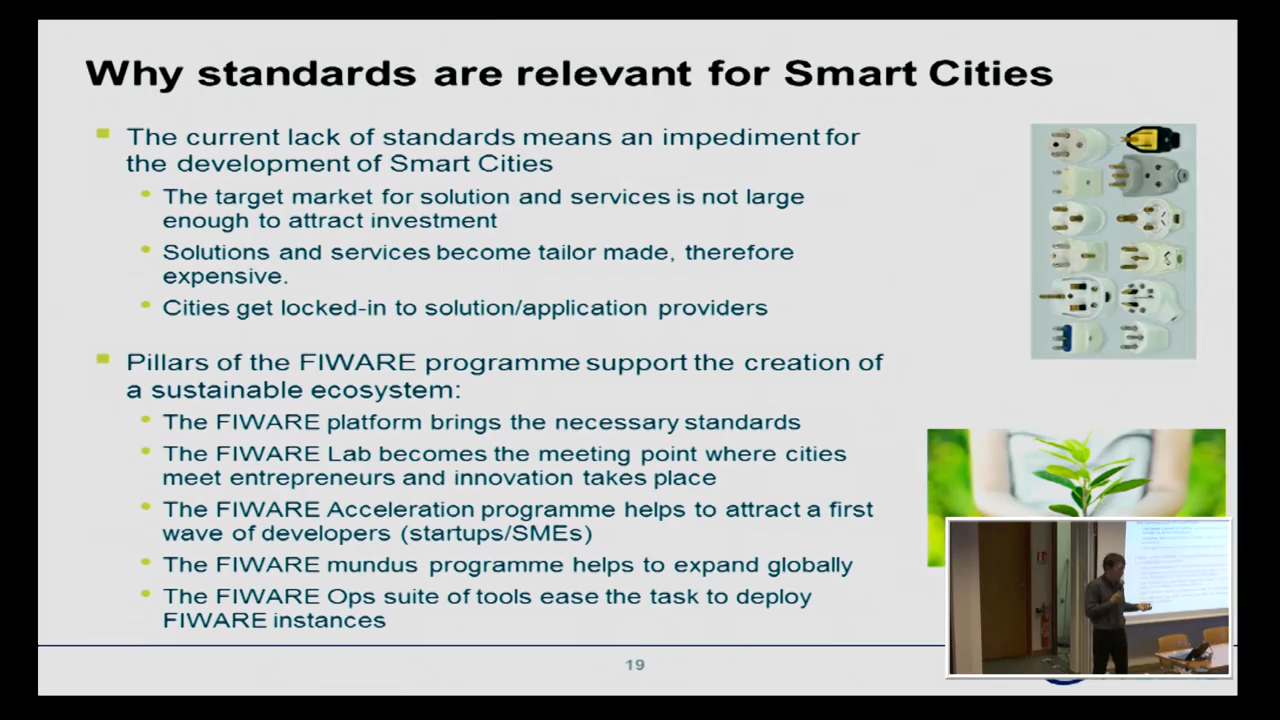 Why standards are relevant for Smart Cities
The current lack of standards means an impediment for
the development of Smart Cities
The target market for solution and services is not large
enough to attract investment
Solutions and services become tailor made, therefore
expensive.
Cities get locked-in to solution/application providers
Pillars of the FIWARE programme support the creation of
a sustainable ecosystem:
The FIWARE platform brings the necessary standards
The FIWARE Lab becomes the meeting point where cities
meet entrepreneurs and innovation takes place
The FIWARE Acceleration programme helps to attract a first
wave of developers (startups/SMEs)
The FIWARE mundus programme helps to expand globally
The FIWARE Ops suite of tools ease the task to deploy
FIWARE instances
19